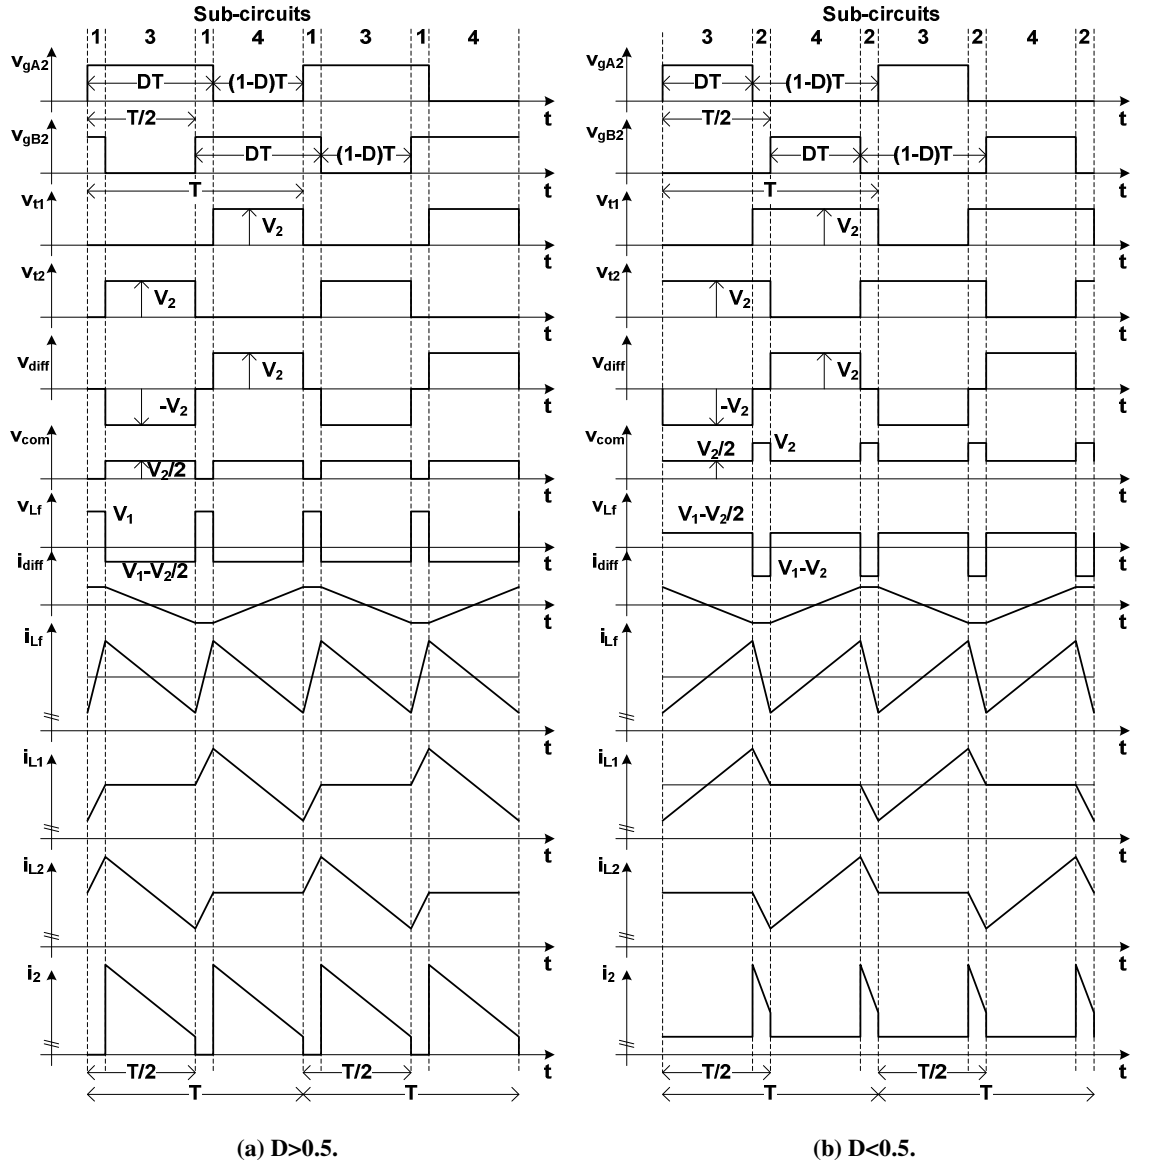 Sub-circuits
1 3 1 4 1 3 1 4
vgA2
DT (1-D)T
t
T/2
vgB2
DT (1-D)T
t
T
vt1
V2
t
vt2
V2
t
vdiff
V2
-V2
t
vcom
V2/2
t
vLf
V1
V1-V2/2
idiff
t
iLf
t
iL1
t
iL2
t
i2
t
T/2 T/2
T T
(a) D>0.5.
Sub-circuits
3 2 4 2 3 2 4 2
vgA2
DT (1-D)T
t
T/2
vgB2
DT (1-D)T
t
T
vt1
V2
t
vt2
V2
t
vdiff
V2
-V2
t
vcom
V2/2
V2
t
vLf
V1-V2/2
V1-V2
idiff
t
iLf
t
iL1
t
iL2
t
i2
t
T/2 T/2
T T
(b) D<0.5.